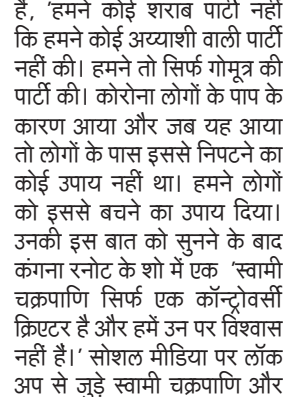 है, 'हमने कोई शराब पार्टी नहीं
कि हमने कोई अय्याशी वाली पार्टी
नहीं की। हमने तो सिर्फ गोमूत्र की
पार्टी की। कोरोना लोगों के पाप के
कारण आया और जब यह आया
तो लोगों के पास इससे निपटने का
कोई उपाय नहीं था। हमने लोगों
को इससे बचने का उपाय दिया।
उनकी इस बात को सुनने के बाद
कंगना रनोट के शो में एक 'स्वामी
चक्रपाणि सिर्फ एक कॉन्ट्रोवर्सी
क्रिएटर है और हमें उन पर विश्वास
नहीं हैं।' सोशल मीडिया पर लॉक
अप से जुड़े स्वामी चक्रपाणि और